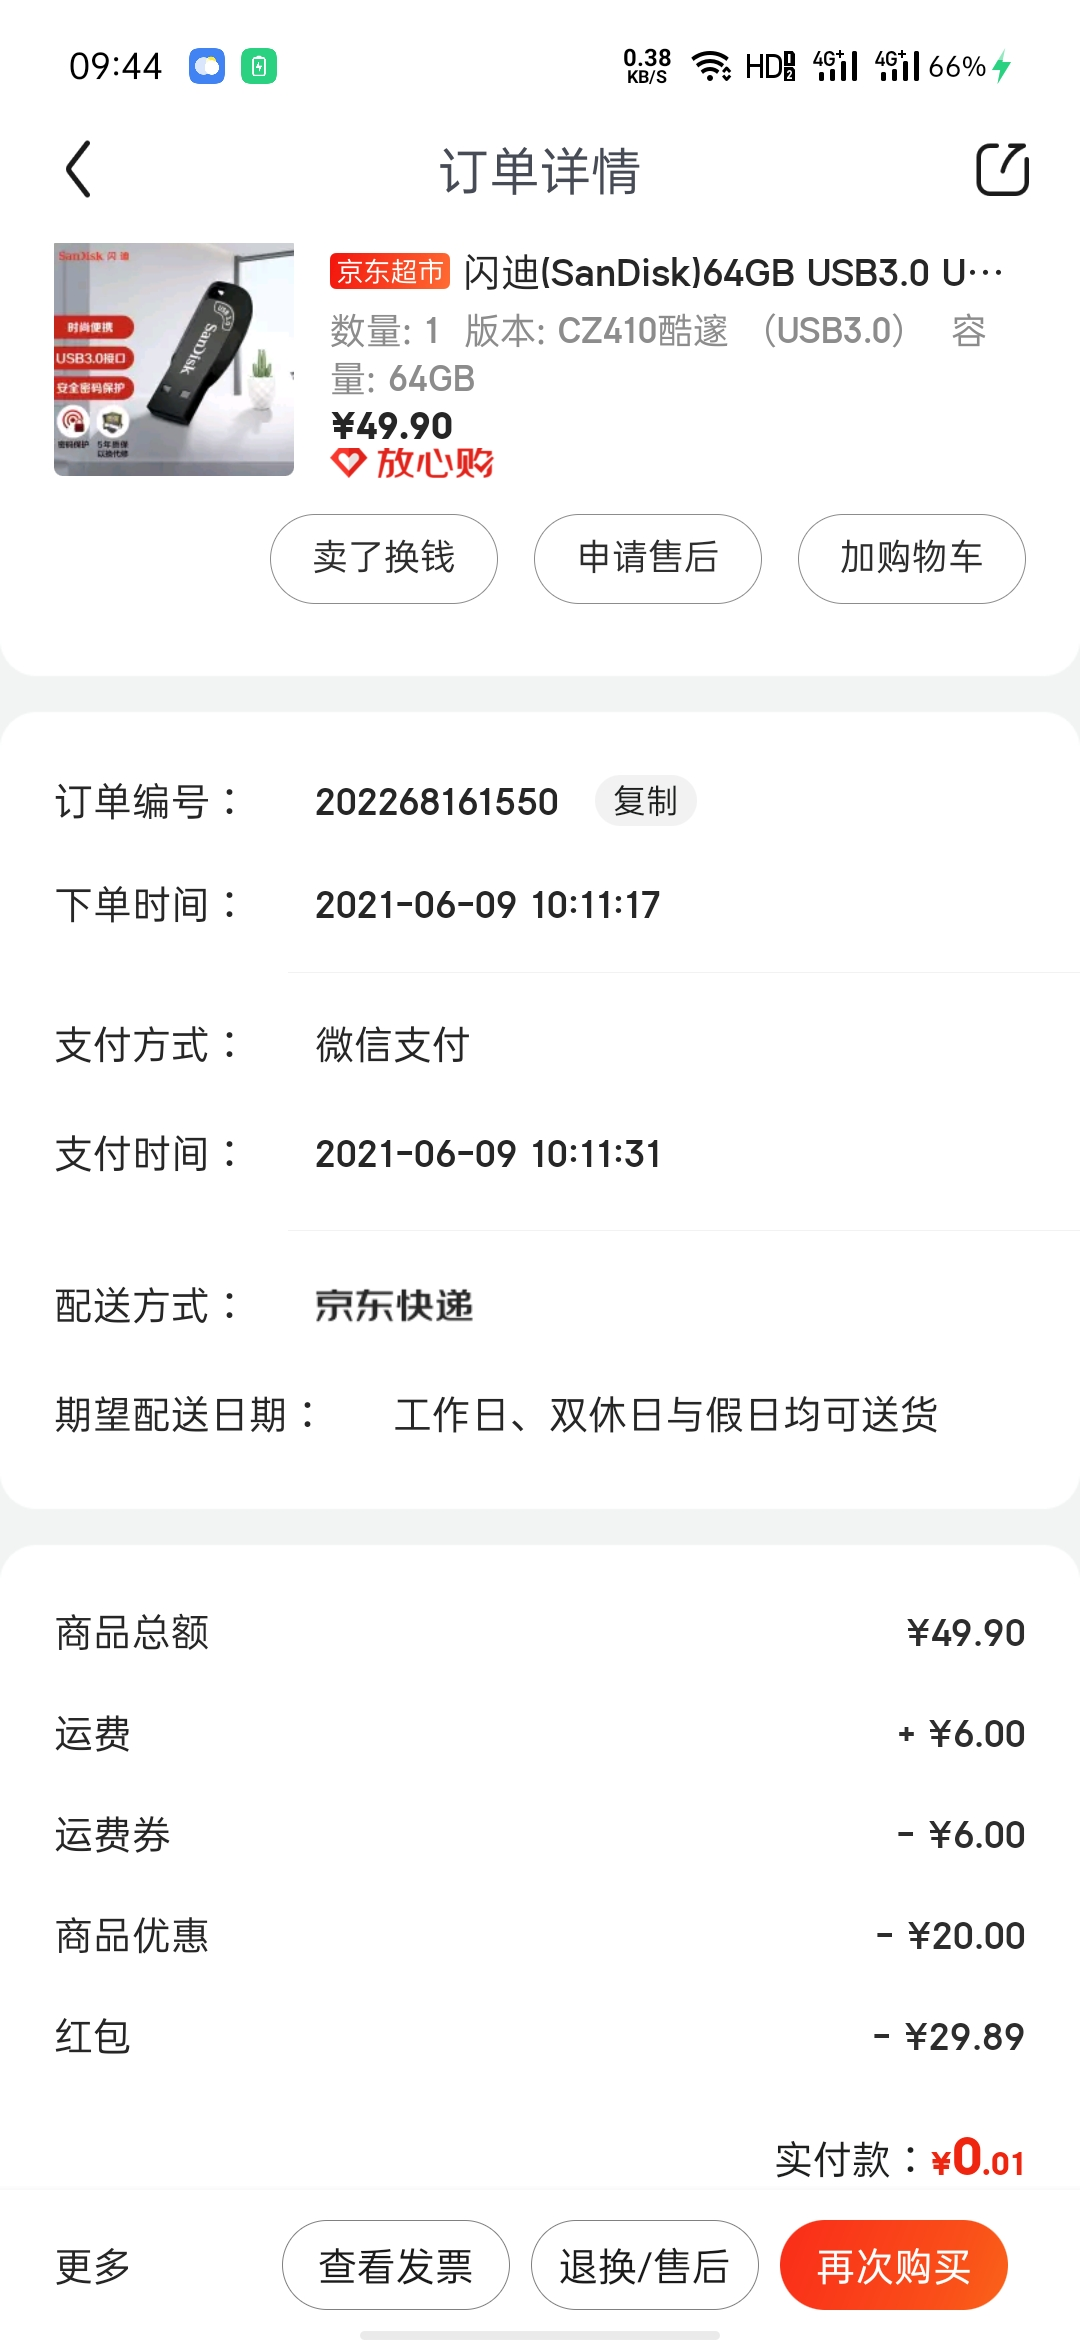 09:44
0.38 KB/S HD 1 2 4G+ 4G+ 66%
订单详情
SanDisk 闪迪
时尚便携
USB3.0接口
安全密码保护
密码保护 5年质保
以换代修
SanDisk
京东超市 闪迪(SanDisk)64GB USB3.0 U···
数量: 1 版本: CZ410酷邃 （USB3.0） 容
量: 64GB
¥49.90
放心购
卖了换钱 申请售后 加购物车
订单编号： 202268161550 复制
下单时间： 2021-06-09 10:11:17
支付方式： 微信支付
支付时间： 2021-06-09 10:11:31
配送方式： 京东快递
期望配送日期： 工作日、双休日与假日均可送货
商品总额 ¥49.90
运费 + ¥6.00
运费券 - ¥6.00
商品优惠 - ¥20.00
红包 - ¥29.89
实付款：¥0.01
更多 查看发票 退换/售后 再次购买